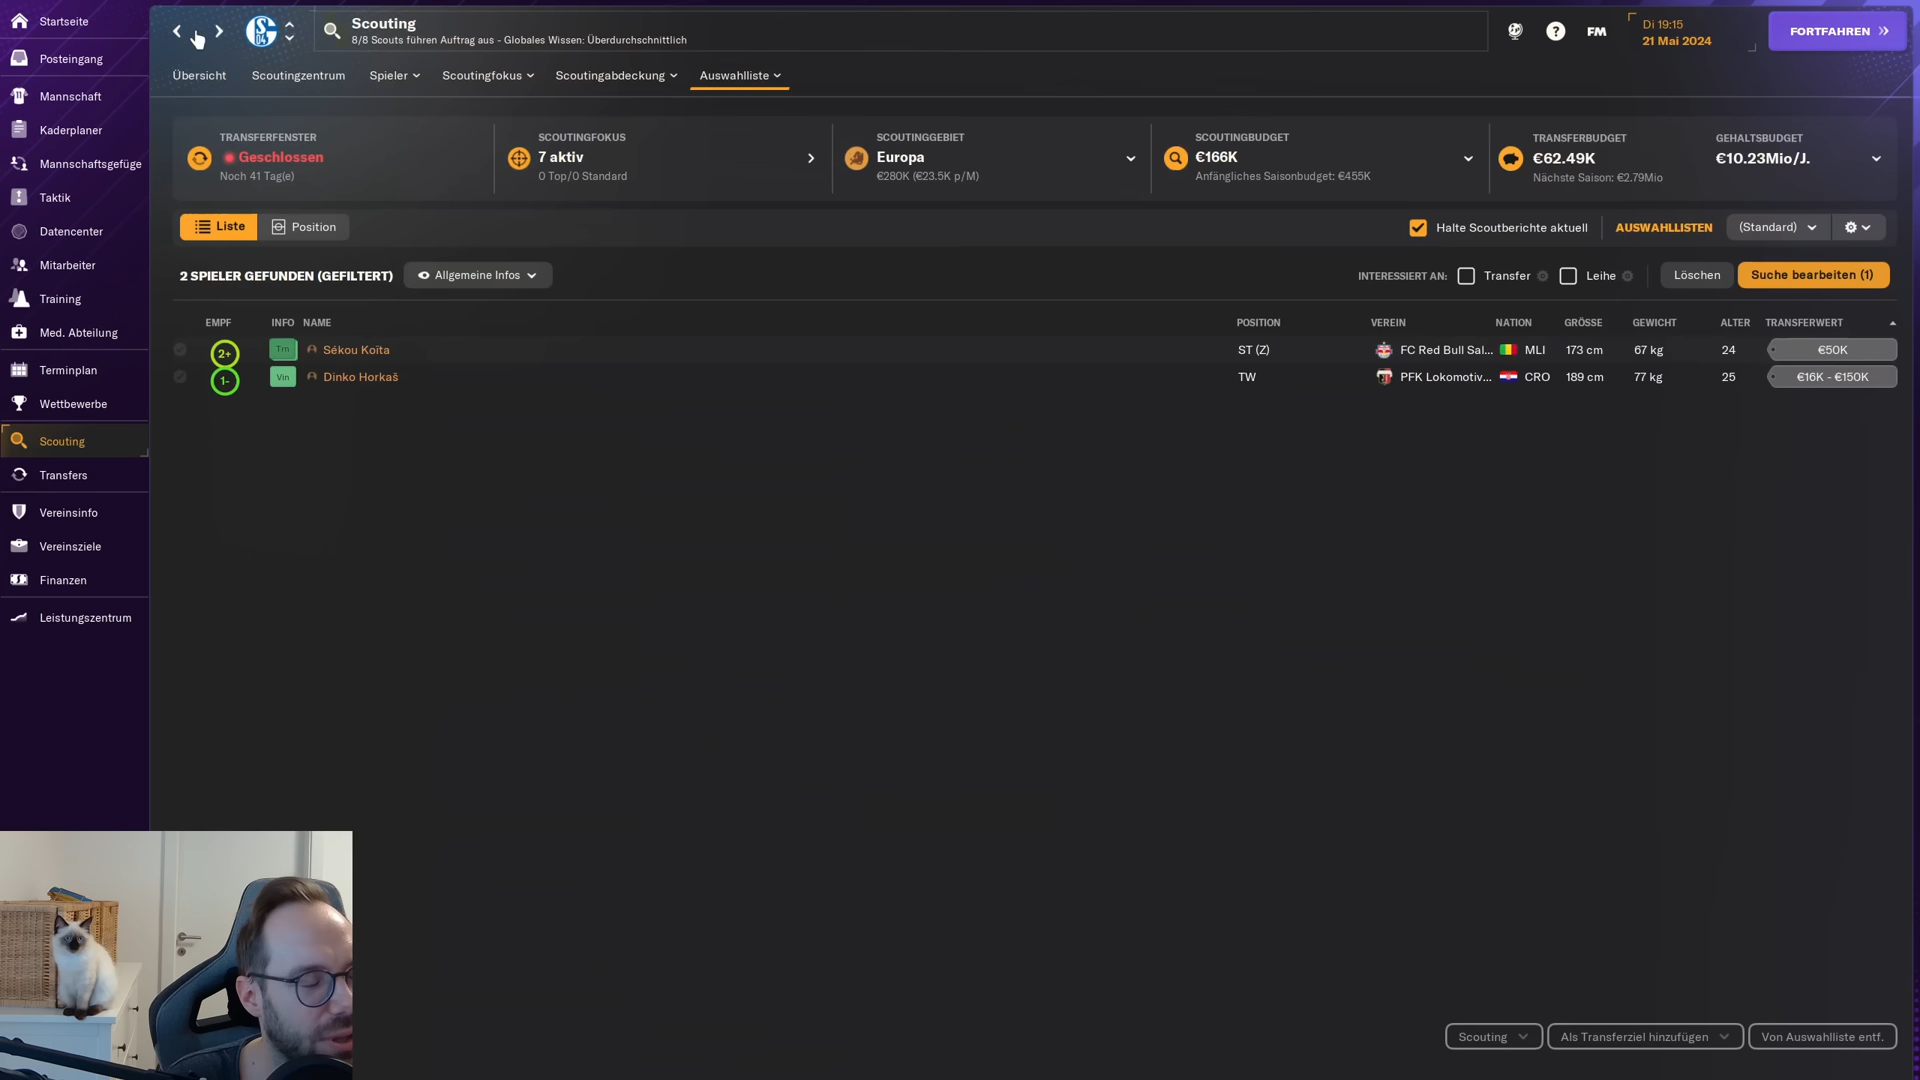 Startseite
Posteingang
Mannschaft
Kaderplaner
Mannschaftsgefüge
Taktik
Datencenter
Mitarbeiter
Training
Med. Abteilung
Terminplan
Wettbewerbe
Scouting
Transfers
Vereinsinfo
Vereinsziele
Finanzen
Leistungszentrum
S 04
Scouting
8/8 Scouts führen Auftrag aus - Globales Wissen: Überdurchschnittlich
?
FM
Di 19:15
21 Mai 2024
FORTFAHREN
Übersicht
Scoutingzentrum
Spieler
Scoutingfokus
Scoutingabdeckung
Auswahlliste
TRANSFERFENSTER
Geschlossen
Noch 41 Tag(e)
SCOUTINGFOKUS
7 aktiv
0 Top/0 Standard
SCOUTINGGEBIET
Europa
€280K (€23.5K p/M)
SCOUTINGBUDGET
€166K
Anfängliches Saisonbudget: €455K
TRANSFERBUDGET
€62.49K
Nächste Saison: €2.79Mio
GEHALTSBUDGET
€10.23Mio/J.
Liste
Position
Halte Scoutberichte aktuell
AUSWAHLLISTEN
(Standard)
2 SPIELER GEFUNDEN (GEFILTERT)
Allgemeine Infos
INTERESSIERT AN:
Transfer
Leihe
Löschen
Suche bearbeiten (1)
EMPF INFO NAME POSITION VEREIN NATION GRÖSSE GEWICHT ALTER TRANSFERWERT
2+ Trn Sékou Koïta ST (Z) FC Red Bull Sal... MLI 173 cm 67 kg 24 €50K
1- Vin Dinko Horkaš TW PFK Lokomotiv... CRO 189 cm 77 kg 25 €16K - €150K
Scouting
Als Transferziel hinzufügen
Von Auswahlliste entf.